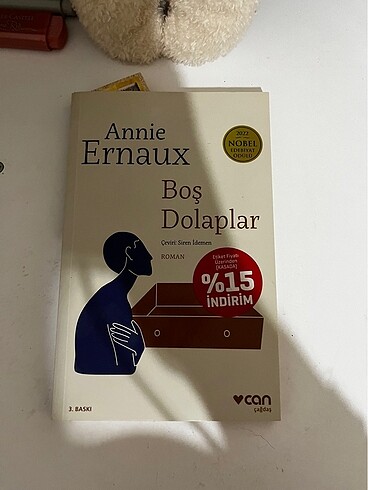 Annie
Ernaux
2022
NOBEL
EDEBİYAT
ÖDÜLÜ
Boş
Dolaplar
Çeviri: Siren İdemen
ROMAN
Etiket Fiyatı
Üzerinden
(KASADA)
%15
İNDİRİM
can
çağdaş
3. BASKI